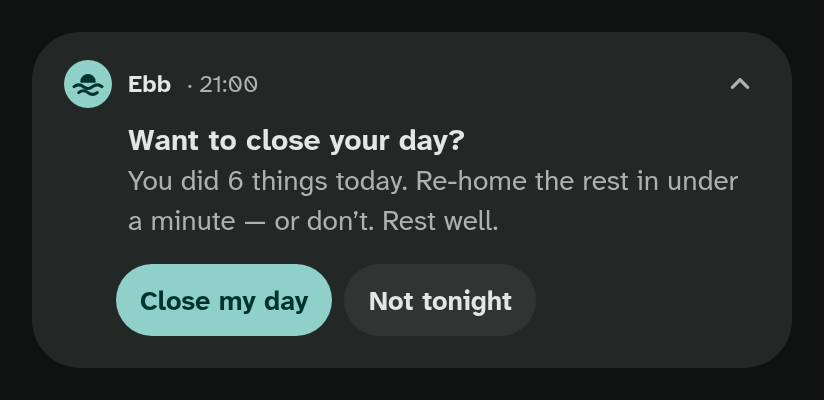 Ebb · 21:00
Want to close your day?
You did 6 things today. Re-home the rest in under
a minute — or don’t. Rest well.
Close my day Not tonight